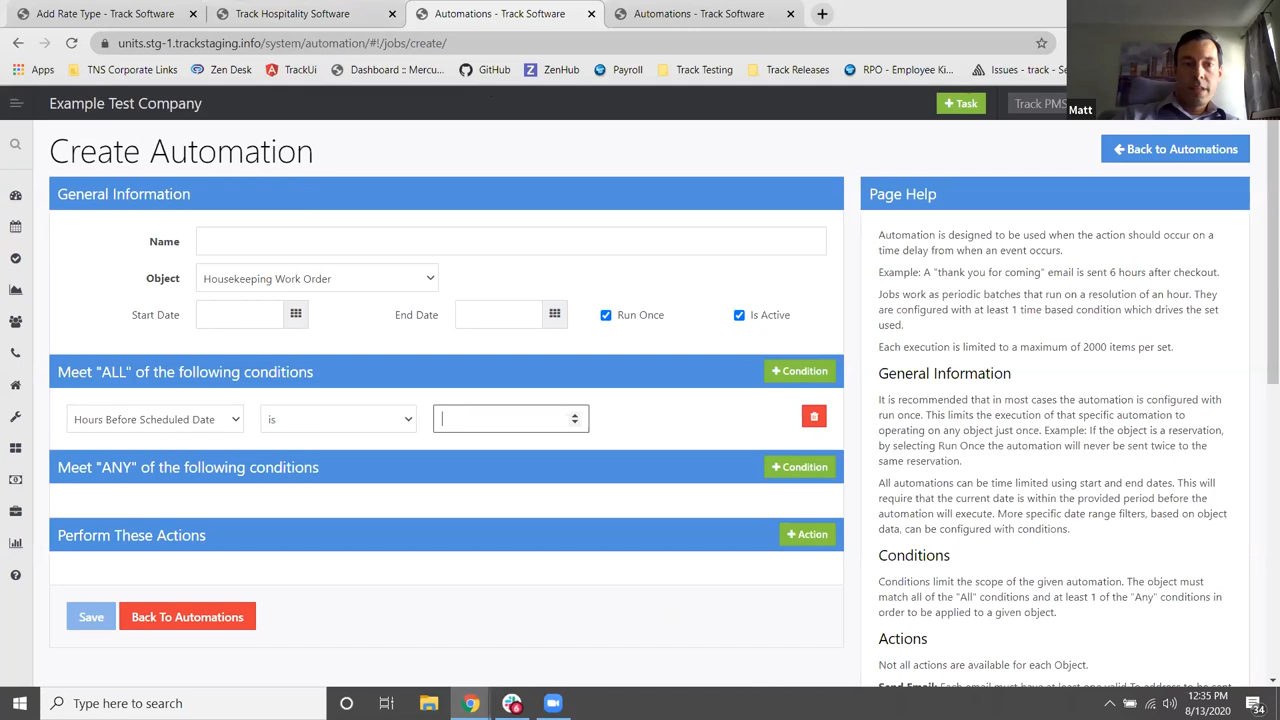 Add Rate Type - Track Software
Track Hospitality Software
Automations - Track Software
Automations - Track Software
units.stg-1.trackstaging.info/system/automation/#!/jobs/create/
Apps
TNS Corporate Links
Zen Desk
TrackUi
Dashboard :: Mercu...
GitHub
ZenHub
Payroll
Track Testing
Track Releases
RPO - Employee Ki...
Issues - track - Se...
Example Test Company
+ Task
Track PMS
Matt
Create Automation
Back to Automations
General Information
Name
Object
Housekeeping Work Order
Start Date
End Date
Run Once
Is Active
Meet "ALL" of the following conditions
+ Condition
Hours Before Scheduled Date
is
Meet "ANY" of the following conditions
+ Condition
Perform These Actions
+ Action
Save
Back To Automations
Page Help
Automation is designed to be used when the action should occur on a
time delay from when an event occurs.
Example: A "thank you for coming" email is sent 6 hours after checkout.
Jobs work as periodic batches that run on a resolution of an hour. They
are configured with at least 1 time based condition which drives the set
used.
Each execution is limited to a maximum of 2000 items per set.
General Information
It is recommended that in most cases the automation is configured with
run once. This limits the execution of that specific automation to
operating on any object just once. Example: If the object is a reservation,
by selecting Run Once the automation will never be sent twice to the
same reservation.
All automations can be time limited using start and end dates. This will
require that the current date is within the provided period before the
automation will execute. More specific date range filters, based on object
data, can be configured with conditions.
Conditions
Conditions limit the scope of the given automation. The object must
match all of the "All" conditions and at least 1 of the "Any" conditions in
order to be applied to a given object.
Actions
Not all actions are available for each Object.
Send Email: Each email must have at least one valid To address to be sent
Type here to search
12:35 PM
8/13/2020
34